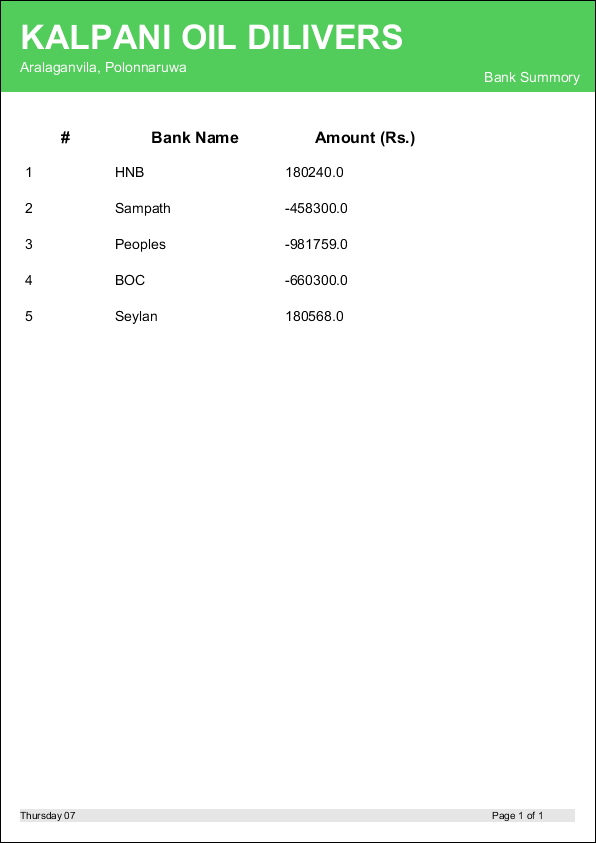 KALPANI OIL DILIVERS
Aralaganvila, Polonnaruwa
Bank Summory
# Bank Name Amount (Rs.)
1 HNB 180240.0
2 Sampath -458300.0
3 Peoples -981759.0
4 BOC -660300.0
5 Seylan 180568.0
Thursday 07 Page 1 of 1